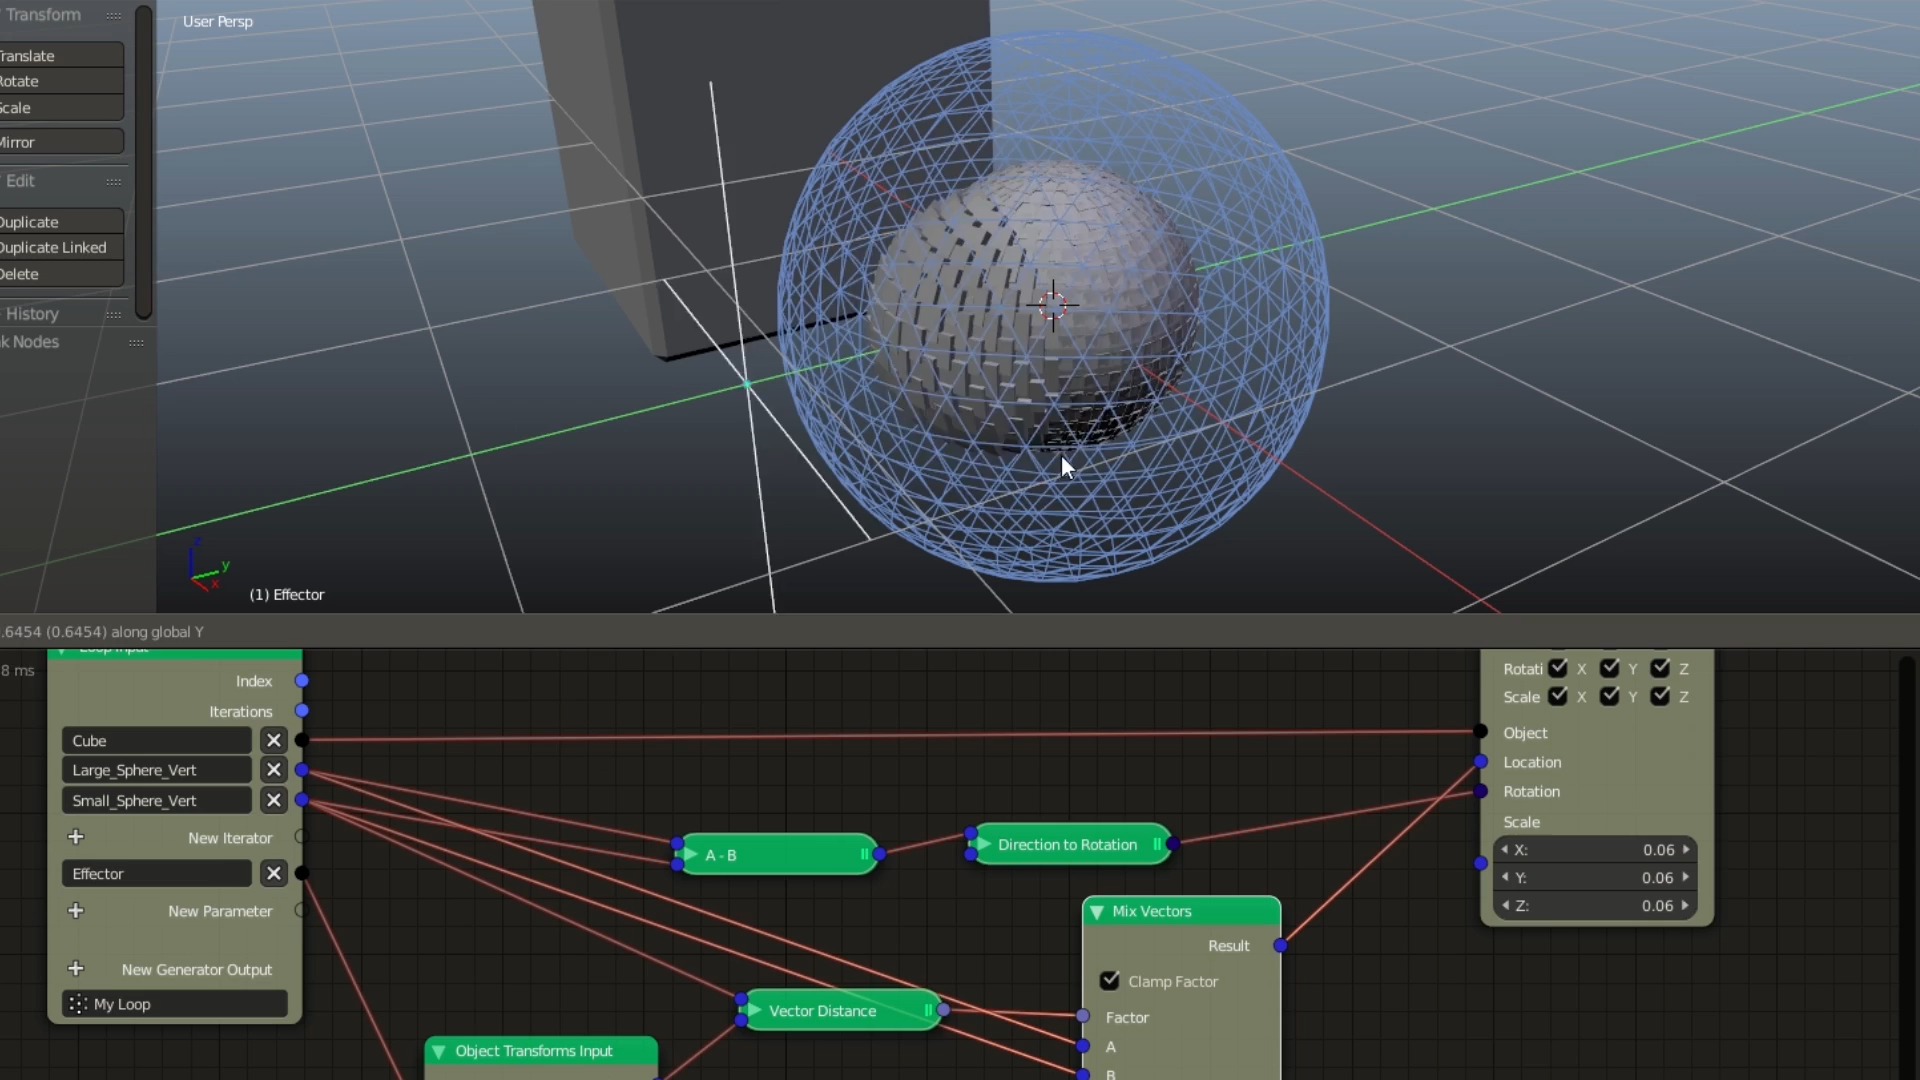 Transform
Translate
Rotate
Scale
Mirror
Edit
Duplicate
Duplicate Linked
Delete
History
k Nodes
User Persp
z
y
x
(1) Effector
.6454 (0.6454) along global Y
8 ms
Loop Input
Index
Iterations
Cube
Large_Sphere_Vert
Small_Sphere_Vert
New Iterator
Effector
New Parameter
New Generator Output
My Loop
A - B
Direction to Rotation
Vector Distance
Object Transforms Input
Mix Vectors
Result
Clamp Factor
Factor
A
B
Rotati X Y Z
Scale X Y Z
Object
Location
Rotation
Scale
X: 0.06
Y: 0.06
Z: 0.06